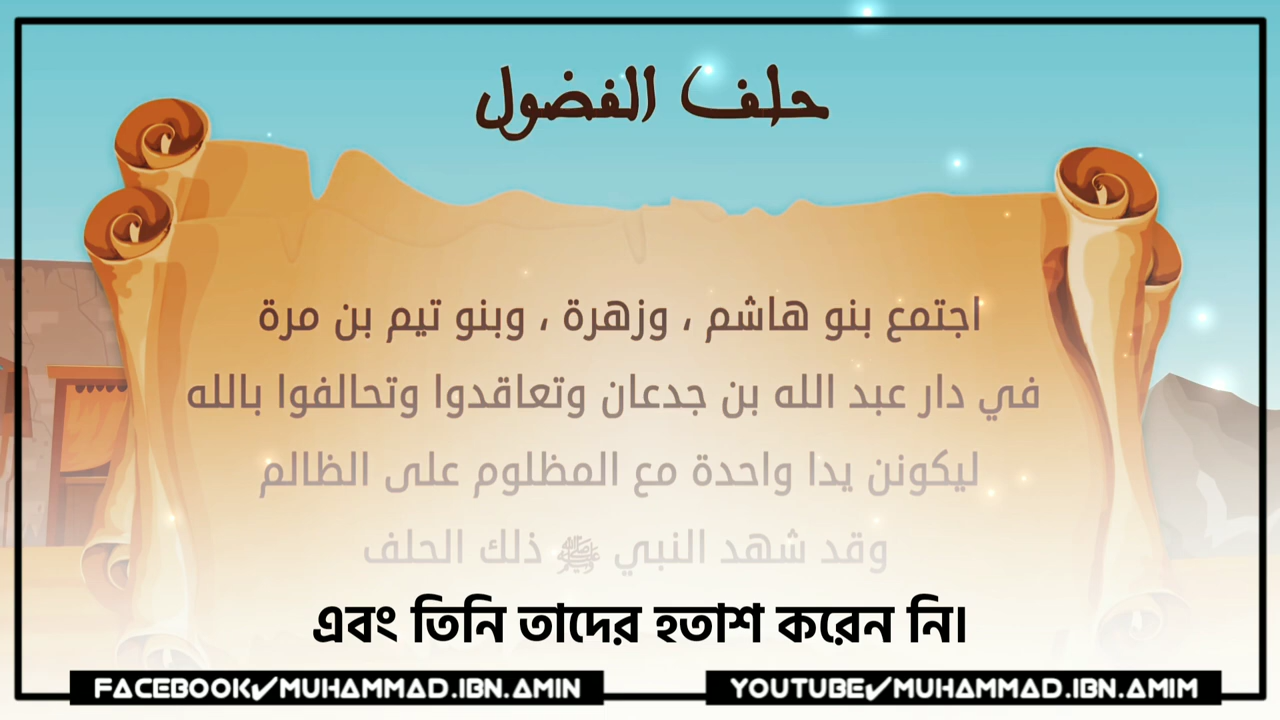 حلف الفضول
اجتمع بنو هاشم ، وزهرة ، وبنو تيم بن مرة
في دار عبد الله بن جدعان وتعاقدوا وتحالفوا بالله
ليكونن يدا واحدة مع المظلوم على الظالم
وقد شهد النبي ﷺ ذلك الحلف
এবং তিনি তাদের হতাশ করেন নি।
FACEBOOK/MUHAMMAD.IBN.AMIN
YOUTUBE/MUHAMMAD.IBN.AMIM